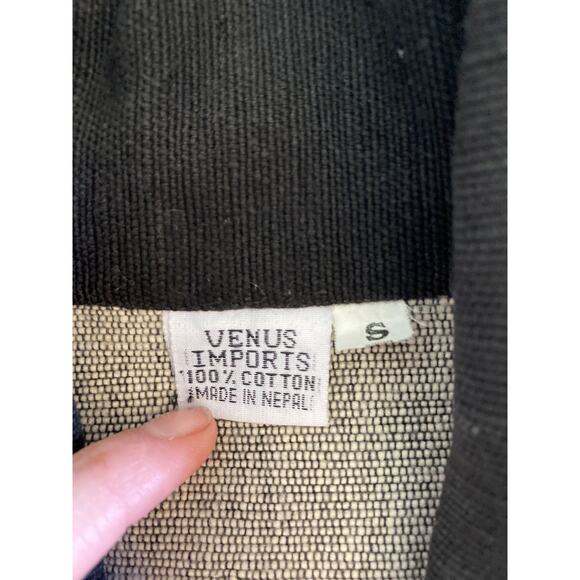 VENUS
IMPORTS
100% COTTON
MADE IN NEPAL
S